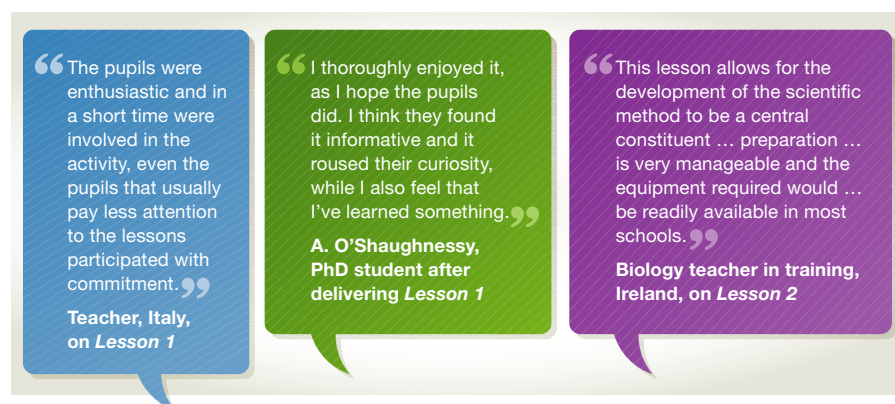 “The pupils were
enthusiastic and in
a short time were
involved in the
activity, even the
pupils that usually
pay less attention
to the lessons
participated with
commitment.”
Teacher, Italy,
on Lesson 1
“I thoroughly enjoyed it,
as I hope the pupils
did. I think they found
it informative and it
roused their curiosity,
while I also feel that
I’ve learned something.”
A. O’Shaughnessy,
PhD student after
delivering Lesson 1
“This lesson allows for the
development of the scientific
method to be a central
constituent … preparation …
is very manageable and the
equipment required would …
be readily available in most
schools.”
Biology teacher in training,
Ireland, on Lesson 2